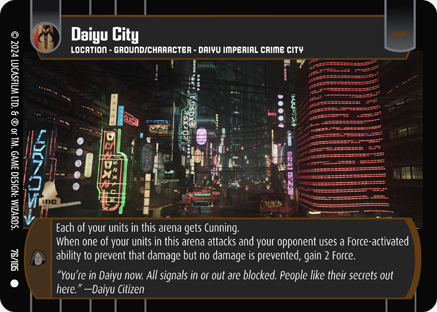 Daiyu City
LOCATION - GROUND/CHARACTER - DAIYU IMPERIAL CRIME CITY
Each of your units in this arena gets Cunning.
When one of your units in this arena attacks and your opponent uses a Force-activated
ability to prevent that damage but no damage is prevented, gain 2 Force.
“You’re in Daiyu now. All signals in or out are blocked. People like their secrets out
here.” —Daiyu Citizen
© 2024 LUCASFILM LTD. & ® or TM. GAME DESIGN: WIZARDS.
76/105